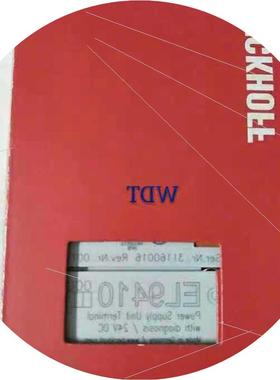 CKHOFF
WDT
Ser.Nr. 31160016 Rev.Nr. 00
EL9410
Power Supply Unit Terminal
with diagnosis / 24V DC